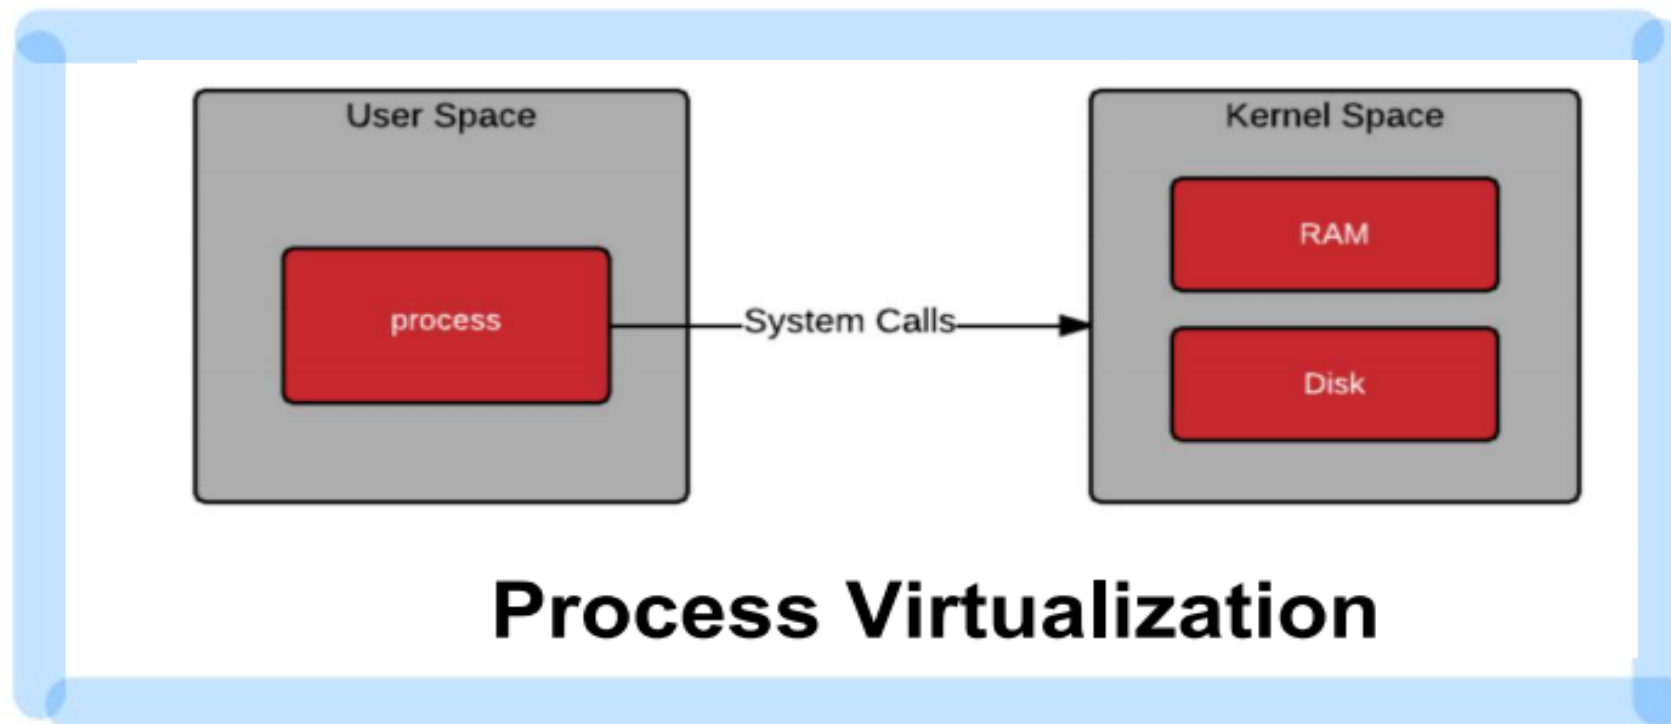 User Space
process
System Calls
Kernel Space
RAM
Disk
Process Virtualization